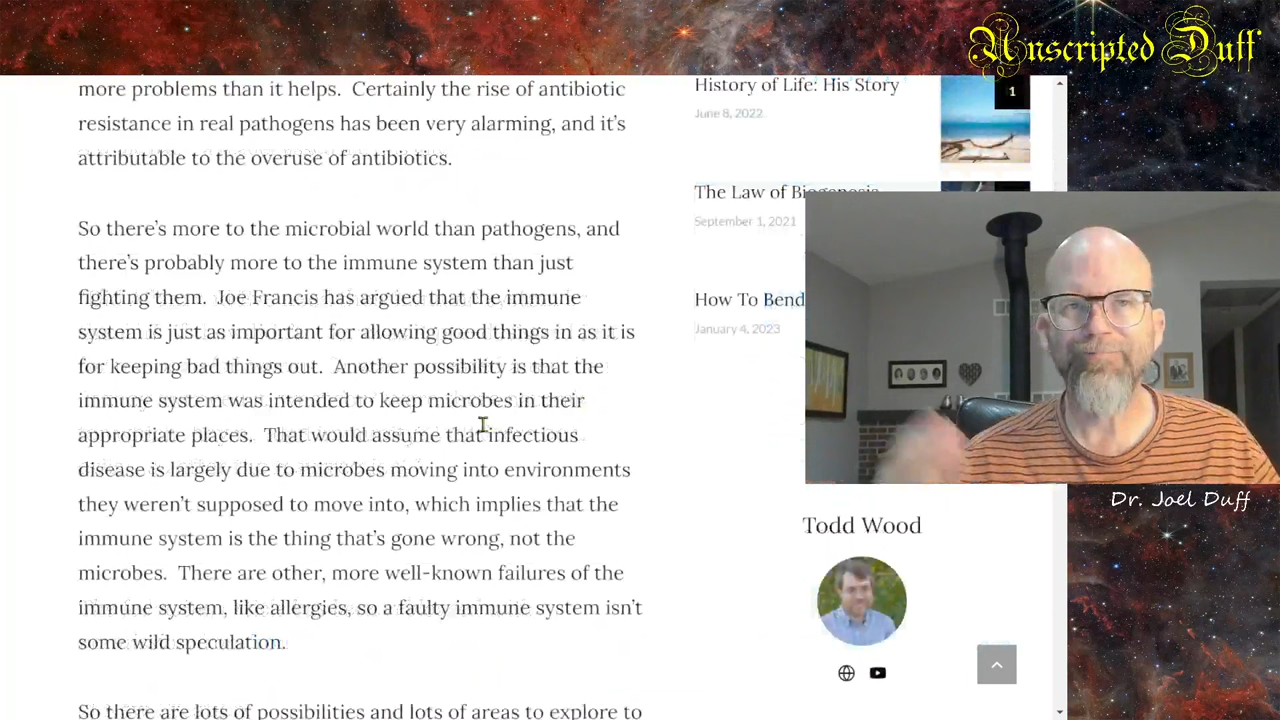 Unscripted Duff
more problems than it helps.  Certainly the rise of antibiotic
resistance in real pathogens has been very alarming, and it's
attributable to the overuse of antibiotics.
So there's more to the microbial world than pathogens, and
there's probably more to the immune system than just
fighting them.  Joe Francis has argued that the immune
system is just as important for allowing good things in as it is
for keeping bad things out.  Another possibility is that the
immune system was intended to keep microbes in their
appropriate places.  That would assume that infectious
disease is largely due to microbes moving into environments
they weren't supposed to move into, which implies that the
immune system is the thing that's gone wrong, not the
microbes.  There are other, more well-known failures of the
immune system, like allergies, so a faulty immune system isn't
some wild speculation.
So there are lots of possibilities and lots of areas to explore to
History of Life: His Story
June 8, 2022
1
The Law of Biogenesis
September 1, 2021
How To Bend
January 4, 2023
Dr. Joel Duff
Todd Wood